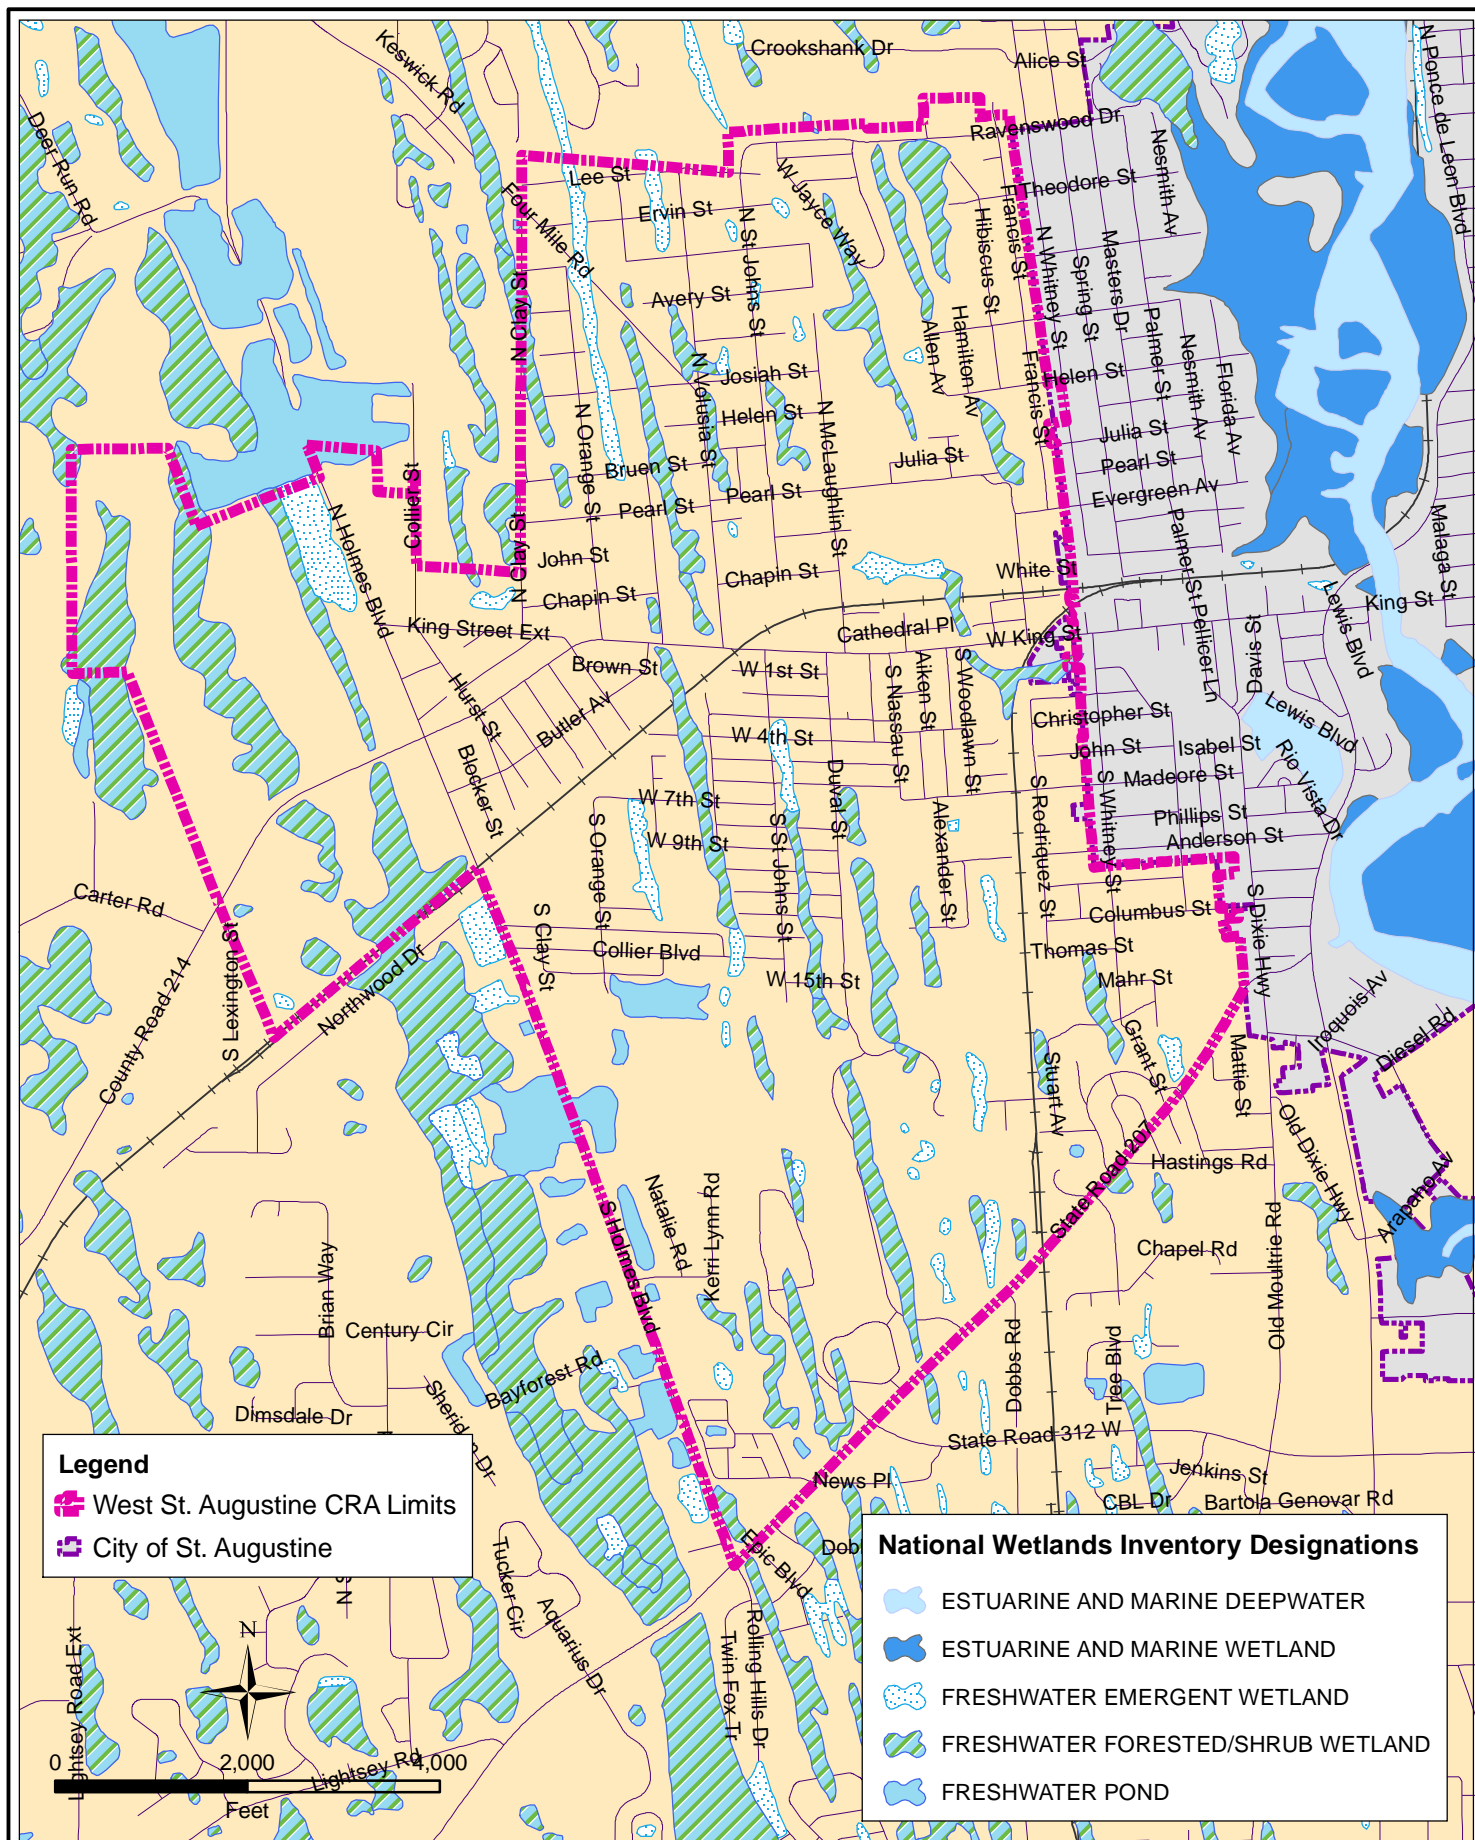 Crookshank Dr
Alice St
Keswick Rd
N Ponce de Leon Blvd
Deer Run Rd
Ravenswood Dr
Nesmith Av
Lee St
W Jayce Way
Theodore St
Four Mile Rd
Ervin St
N St Johns St
Hibiscus St
Francis St
N Whitney St
Spring St
Masters Dr
N Clay St
Avery St
Allen Av
Hamilton Av
Palmer St
Nesmith Av
Florida Av
Josiah St
N Volusia St
Helen St
Francis St
Helen St
N Orange St
N McLaughlin St
Julia St
Bruen St
Julia St
Pearl St
Collier St
Pearl St
Pearl St
Evergreen Av
N Holmes Blvd
N Clay St
Palmer St
Malaga St
John St
Chapin St
White St
Chapin St
King St
Lewis Blvd
King Street Ext
Cathedral Pl
W King St
Pellicer Ln
Davis St
Brown St
W 1st St
S Nassau St
Aiken St
S Woodlawn St
Hurst St
Butler Av
Christopher St
Lewis Blvd
W 4th St
John St
Isabel St
Rio Vista Dr
Blocker St
Duval St
S Rodriquez St
S Whitney St
Madeore St
W 7th St
Phillips St
S Orange St
W 9th St
S St Johns St
Alexander St
Anderson St
Carter Rd
S Clay St
Columbus St
S Dixie Hwy
S Lexington St
Collier Blvd
Thomas St
Northwood Dr
W 15th St
Mahr St
County Road 214
Iroquois Av
Diesel Rd
Stuart Av
Grant St
Mattie St
Old Dixie Hwy
State Road 207
Hastings Rd
Natalie Rd
Kerri Lynn Rd
S Holmes Blvd
Arapaho Av
Old Moultrie Rd
Chapel Rd
Brian Way
Century Cir
Dobbs Rd
Tree Blvd
Bayforest Rd
Dimsdale Dr
State Road 312 W
News Pl
Jenkins St
CBL Dr
Bartola Genovar Rd
Legend
West St. Augustine CRA Limits
City of St. Augustine
Epic Blvd
Tucker Cir
Aquarius Dr
Rolling Hills Dr
Twin Fox Tr
Lightsey Road Ext
N
0
2,000
4,000
Feet
Lightsey Rd
National Wetlands Inventory Designations
ESTUARINE AND MARINE DEEPWATER
ESTUARINE AND MARINE WETLAND
FRESHWATER EMERGENT WETLAND
FRESHWATER FORESTED/SHRUB WETLAND
FRESHWATER POND